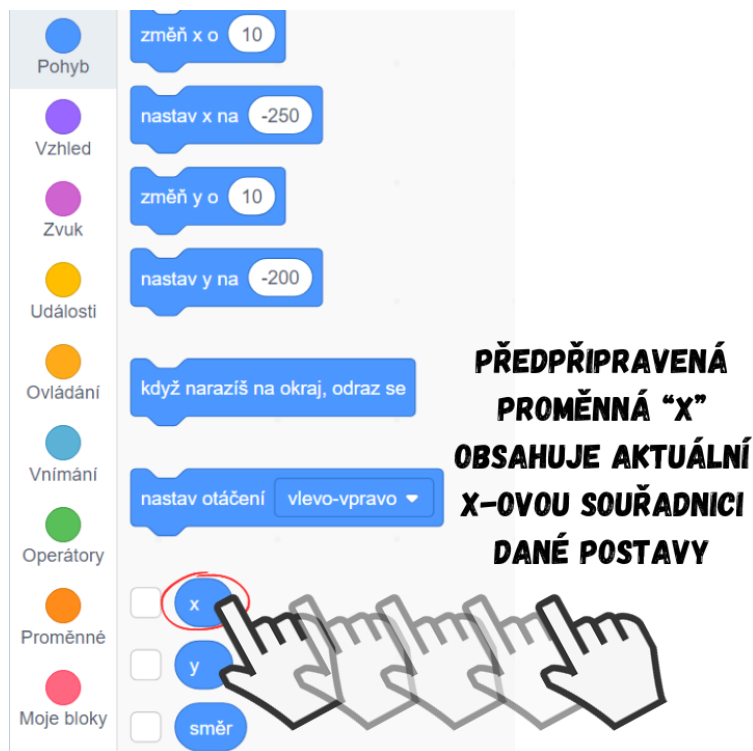 Pohyb
Vzhled
Zvuk
Události
Ovládání
Vnímání
Operátory
Proměnné
Moje bloky
změň x o 10
nastav x na -250
změň y o 10
nastav y na -200
když narazíš na okraj, odraz se
nastav otáčení vlevo-vpravo
x
y
směr
PŘEDPŘIPRAVENÁ
PROMĚNNÁ “X”
OBSAHUJE AKTUÁLNÍ
X-OVOU SOUŘADNICI
DANÉ POSTAVY